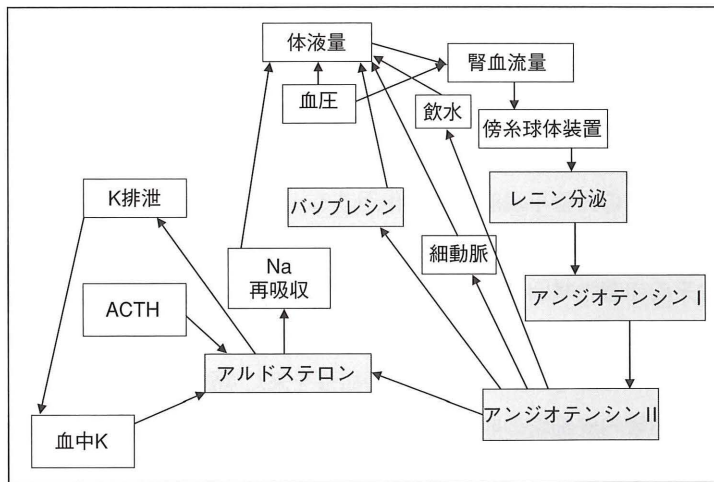 体液量
腎血流量
血圧
飲水
傍糸球体装置
K排泄
バソプレシン
レニン分泌
細動脈
Na
再吸収
アンジオテンシンⅠ
ACTH
アルドステロン
アンジオテンシンⅡ
血中K